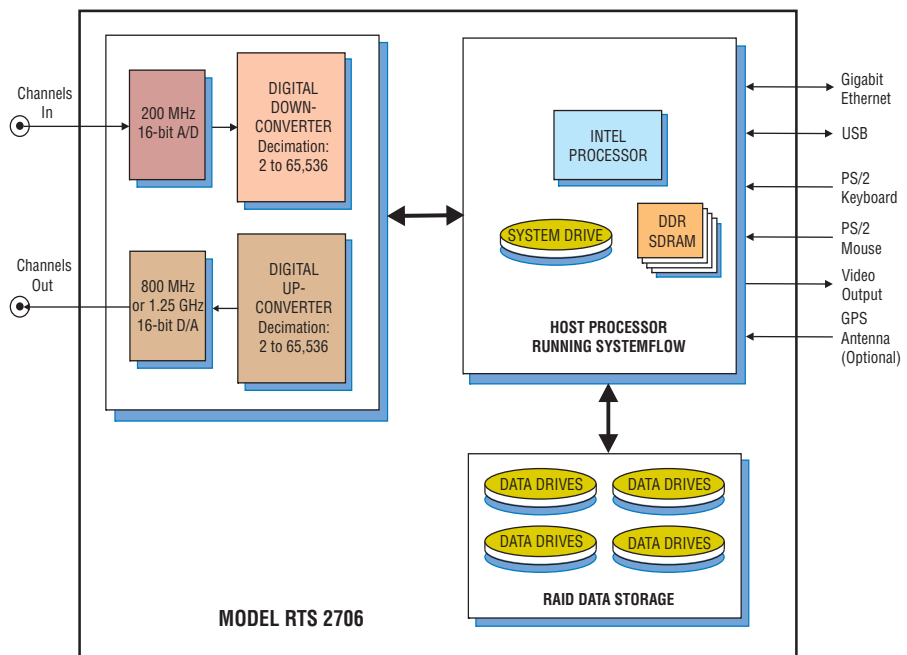 Channels
In
200 MHz
16-bit A/D
DIGITAL
DOWN-
CONVERTER
Decimation:
2 to 65,536
Channels
Out
800 MHz
or 1.25 GHz
16-bit D/A
DIGITAL
UP-
CONVERTER
Decimation:
2 to 65,536
INTEL
PROCESSOR
SYSTEM DRIVE
DDR
SDRAM
HOST PROCESSOR
RUNNING SYSTEMFLOW
Gigabit
Ethernet
USB
PS/2
Keyboard
PS/2
Mouse
Video
Output
GPS
Antenna
(Optional)
DATA DRIVES
DATA DRIVES
DATA DRIVES
DATA DRIVES
RAID DATA STORAGE
MODEL RTS 2706